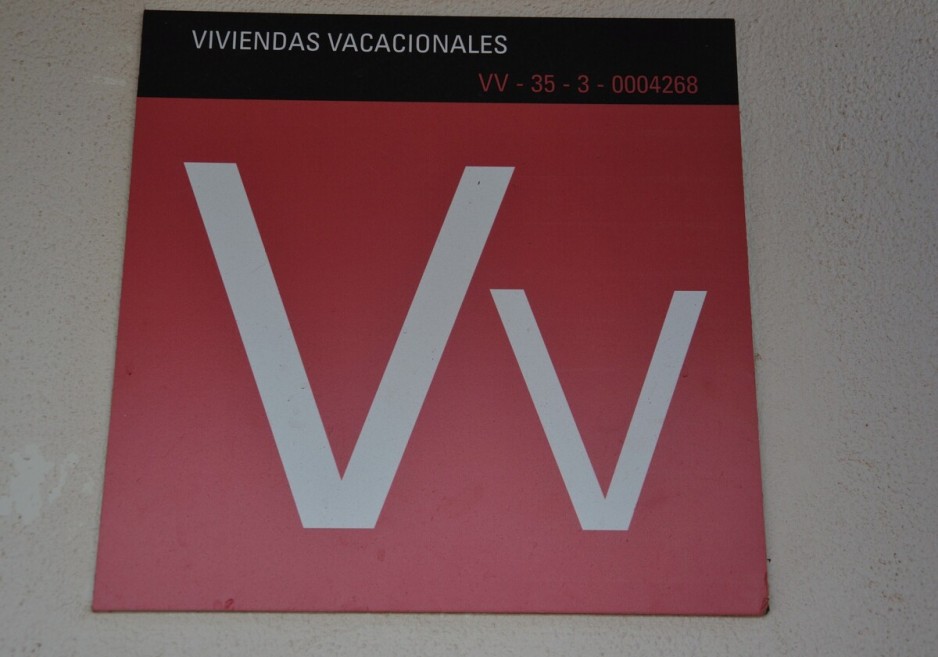 VIVIENDAS VACACIONALES
VV - 35 - 3 - 0004268
Vv